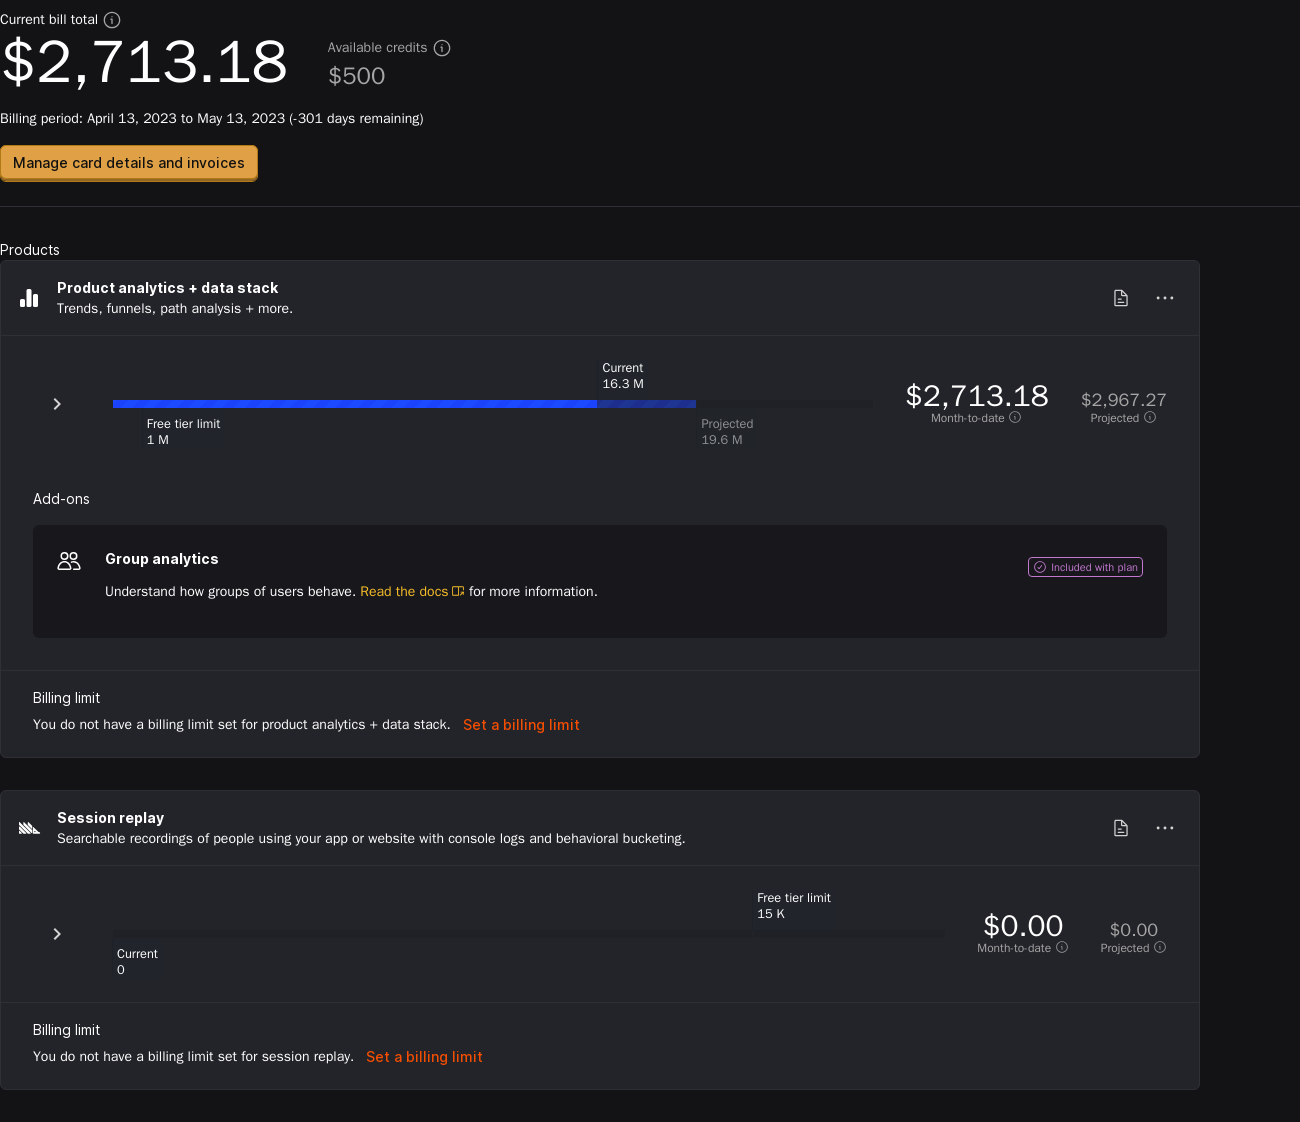 Current bill total
$2,713.18
Available credits
$500
Billing period: April 13, 2023 to May 13, 2023 (-301 days remaining)
Manage card details and invoices
Products
Product analytics + data stack
Trends, funnels, path analysis + more.
Current
16.3 M
Free tier limit
1 M
Projected
19.6 M
$2,713.18
Month-to-date
$2,967.27
Projected
Add-ons
Group analytics
Understand how groups of users behave. Read the docs for more information.
Included with plan
Billing limit
You do not have a billing limit set for product analytics + data stack. Set a billing limit
Session replay
Searchable recordings of people using your app or website with console logs and behavioral bucketing.
Free tier limit
15 K
Current
0
$0.00
Month-to-date
$0.00
Projected
Billing limit
You do not have a billing limit set for session replay. Set a billing limit